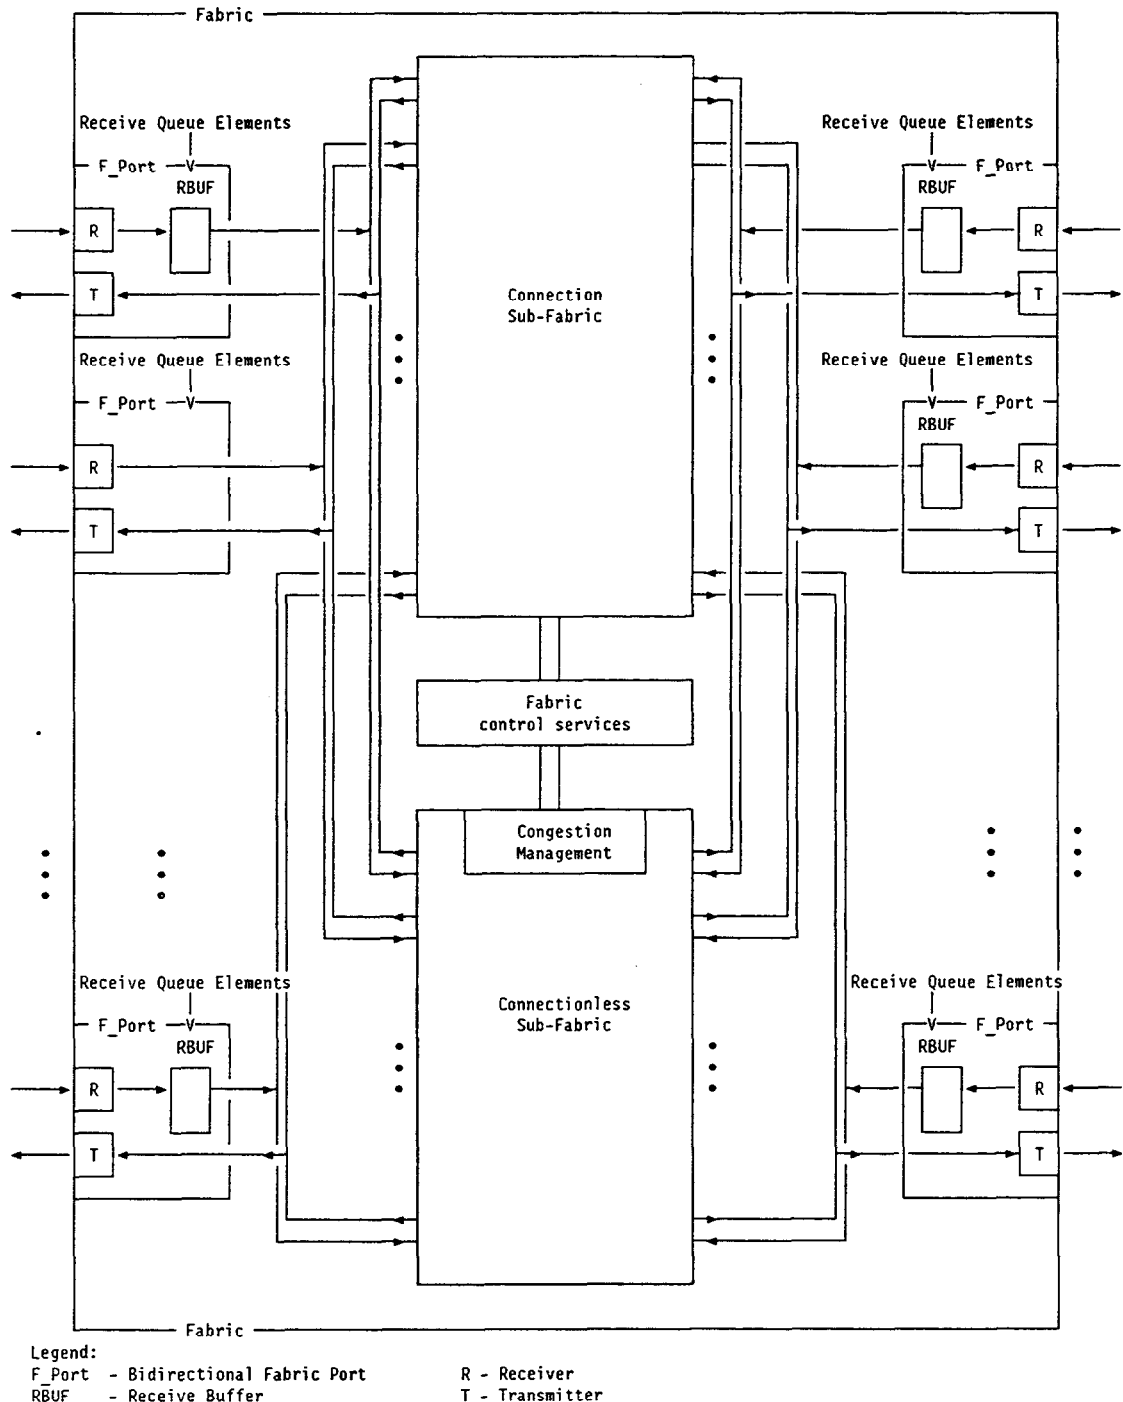 Fabric
Receive Queue Elements
Receive Queue Elements
F_Port
V
V
F_Port
RBUF
RBUF
R
R
T
Connection
Sub-Fabric
T
Receive Queue Elements
Receive Queue Elements
F_Port
V
V
F_Port
RBUF
R
R
T
T
Fabric
control services
Congestion
Management
Receive Queue Elements
Receive Queue Elements
Connectionless
Sub-Fabric
F_Port
V
V
F_Port
RBUF
RBUF
R
R
T
T
Fabric
Legend:
F_Port - Bidirectional Fabric Port
R - Receiver
RBUF - Receive Buffer
T - Transmitter